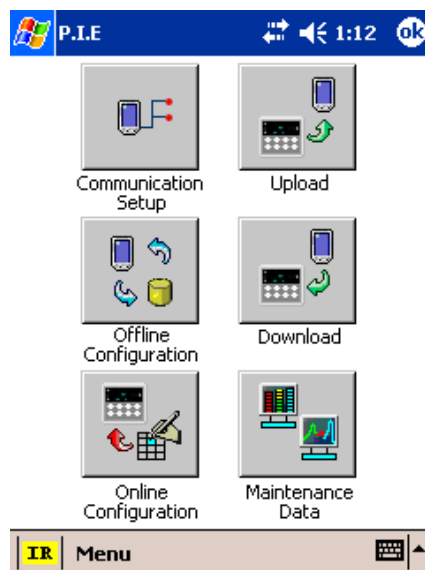 P.I.E 1:12 ok
Communication
Setup
Upload
Offline
Configuration
Download
Online
Configuration
Maintenance
Data
IR Menu